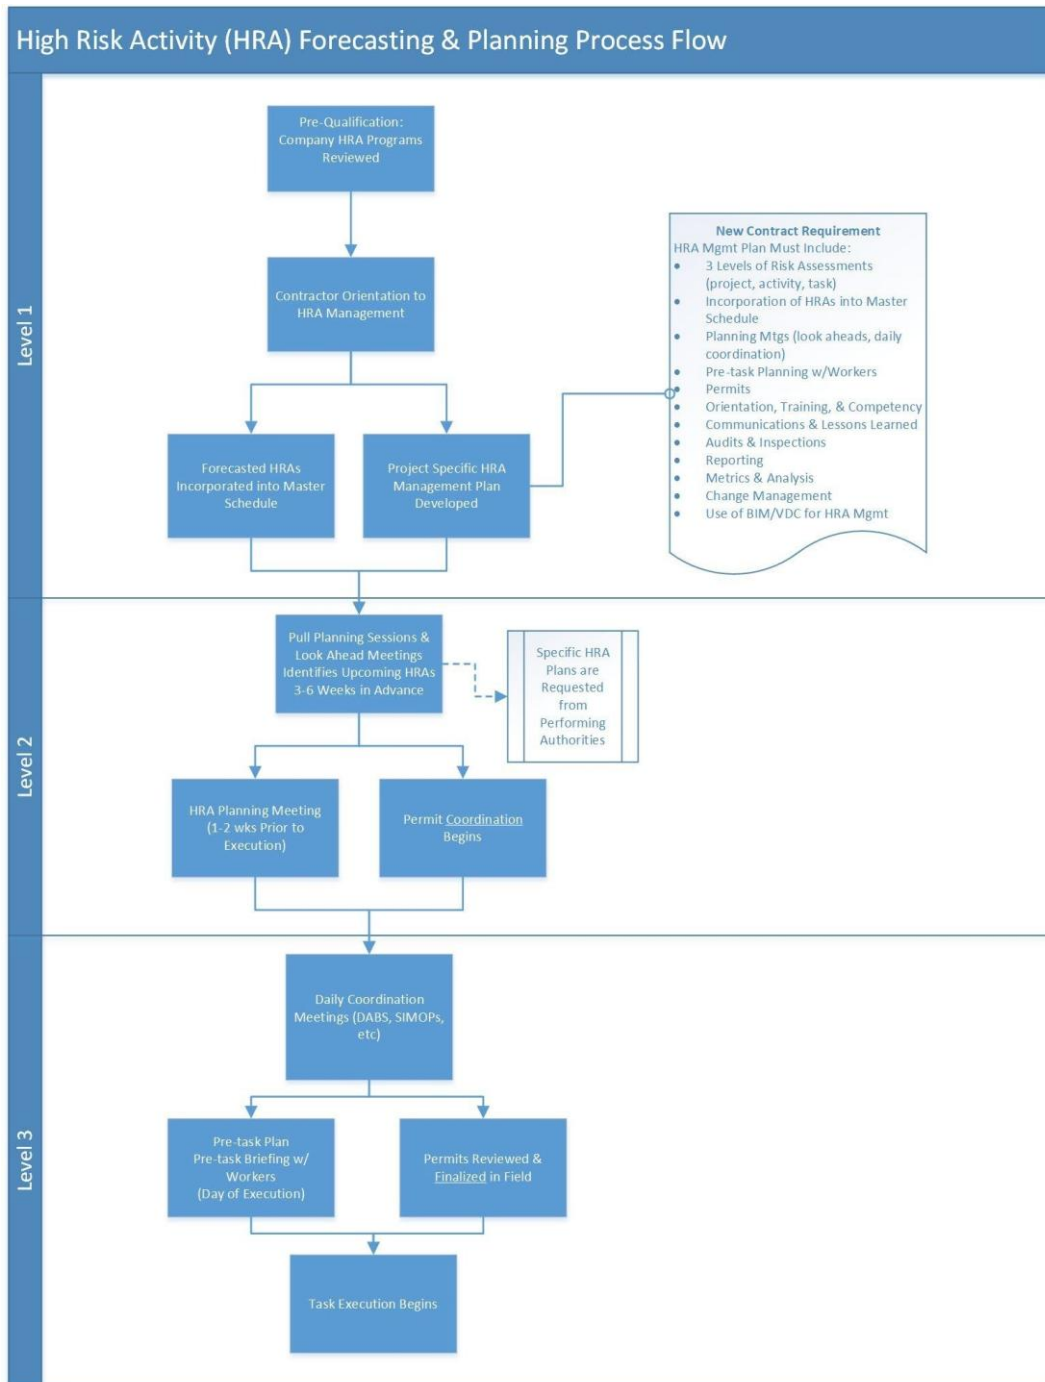 High Risk Activity (HRA) Forecasting & Planning Process Flow
Level 1
Pre-Qualification:
Company HRA Programs
Reviewed
Contractor Orientation to
HRA Management
Forecasted HRAs
Incorporated into Master
Schedule
Project Specific HRA
Management Plan
Developed
New Contract Requirement
HRA Mgmt Plan Must Include:
• 3 Levels of Risk Assessments
(project, activity, task)
• Incorporation of HRAs into Master
Schedule
• Planning Mtgs (look aheads, daily
coordination)
• Pre-task Planning w/Workers
• Permits
• Orientation, Training, & Competency
• Communications & Lessons Learned
• Audits & Inspections
• Reporting
• Metrics & Analysis
• Change Management
• Use of BIM/VDC for HRA Mgmt
Level 2
Pull Planning Sessions &
Look Ahead Meetings
Identifies Upcoming HRAs
3-6 Weeks in Advance
Specific HRA
Plans are
Requested
from
Performing
Authorities
HRA Planning Meeting
(1-2 wks Prior to
Execution)
Permit Coordination
Begins
Level 3
Daily Coordination
Meetings (DABS, SIMOPs,
etc)
Pre-task Plan
Pre-task Briefing w/
Workers
(Day of Execution)
Permits Reviewed &
Finalized in Field
Task Execution Begins